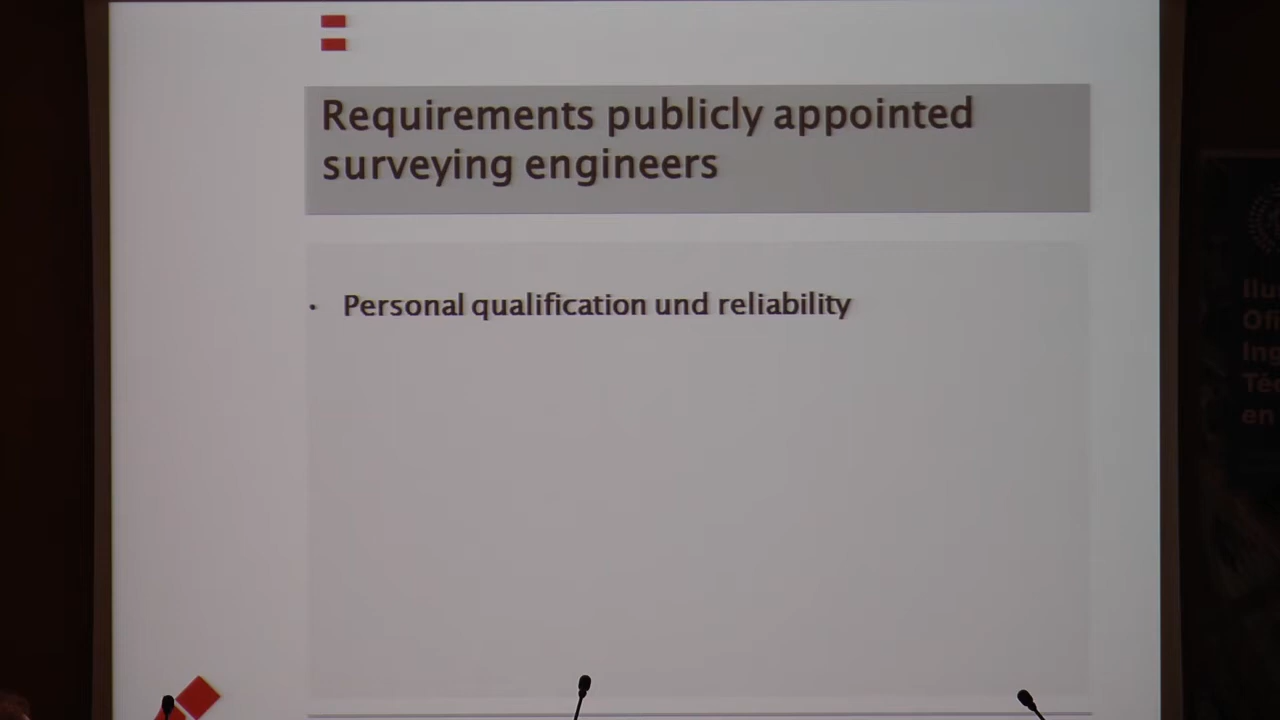 Requirements publicly appointed
surveying engineers
• Personal qualification und reliability